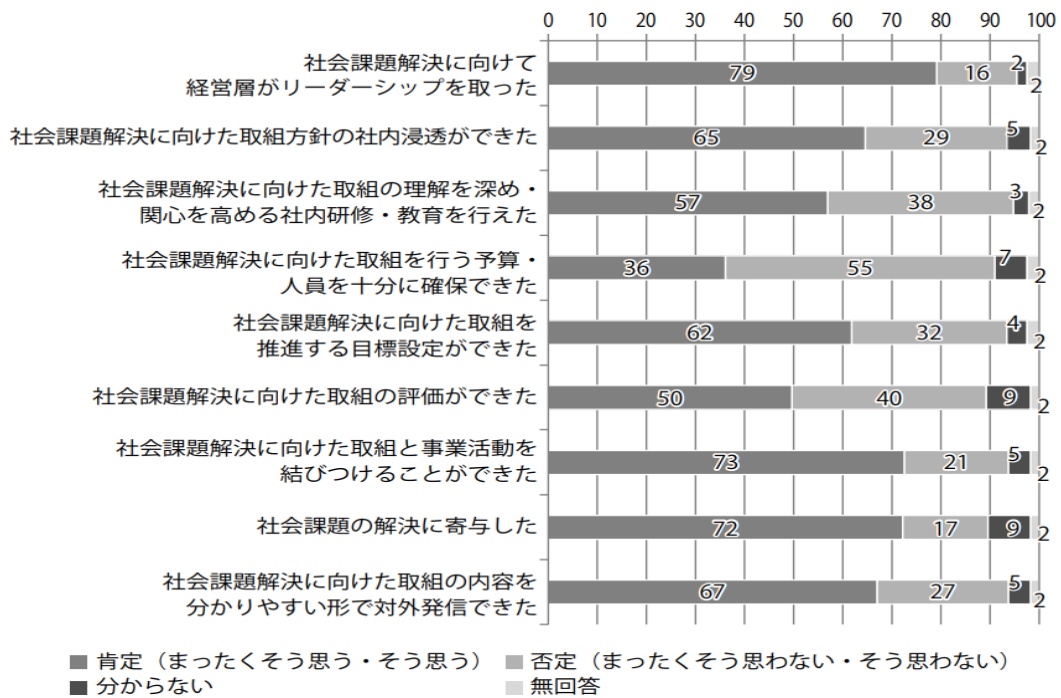 0 10 20 30 40 50 60 70 80 90 100
社会課題解決に向けて
経営層がリーダーシップを取った
79 16 2 2
社会課題解決に向けた取組方針の社内浸透ができた
65 29 5 2
社会課題解決に向けた取組の理解を深め・
関心を高める社内研修・教育を行えた
57 38 3 2
社会課題解決に向けた取組を行う予算・
人員を十分に確保できた
36 55 7 2
社会課題解決に向けた取組を
推進する目標設定ができた
62 32 4 2
社会課題解決に向けた取組の評価ができた
50 40 9 2
社会課題解決に向けた取組と事業活動を
結びつけることができた
73 21 5 2
社会課題の解決に寄与した
72 17 9 2
社会課題解決に向けた取組の内容を
分かりやすい形で対外発信できた
67 27 5 2
肯定（まったくそう思う・そう思う） 否定（まったくそう思わない・そう思わない）
分からない 無回答